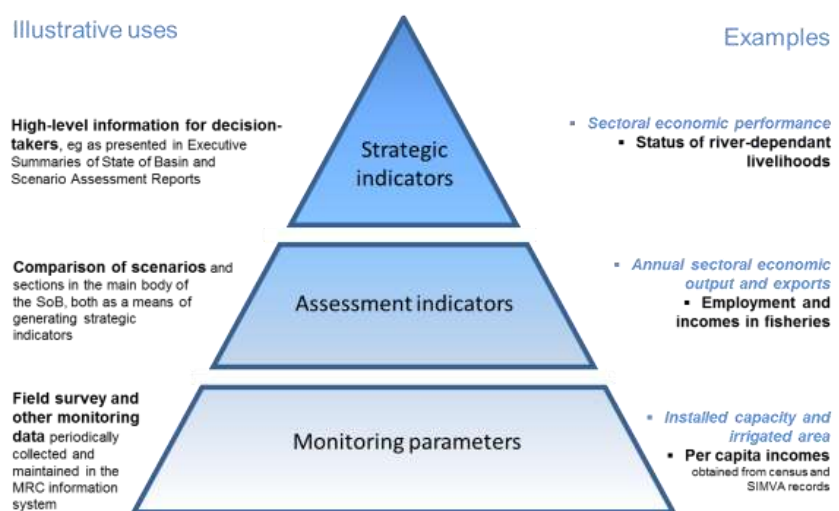 Illustrative uses
Examples
High-level information for decision-
takers, eg as presented in Executive
Summaries of State of Basin and
Scenario Assessment Reports
Strategic
indicators
▪ Sectoral economic performance
▪ Status of river-dependant
livelihoods
Comparison of scenarios and
sections in the main body of
the SoB, both as a means of
generating strategic
indicators
Assessment indicators
▪ Annual sectoral economic
output and exports
▪ Employment and
incomes in fisheries
Field survey and
other monitoring
data periodically
collected and
maintained in the
MRC information
system
Monitoring parameters
▪ Installed capacity and
irrigated area
▪ Per capita incomes
obtained from census and
SIMVA records